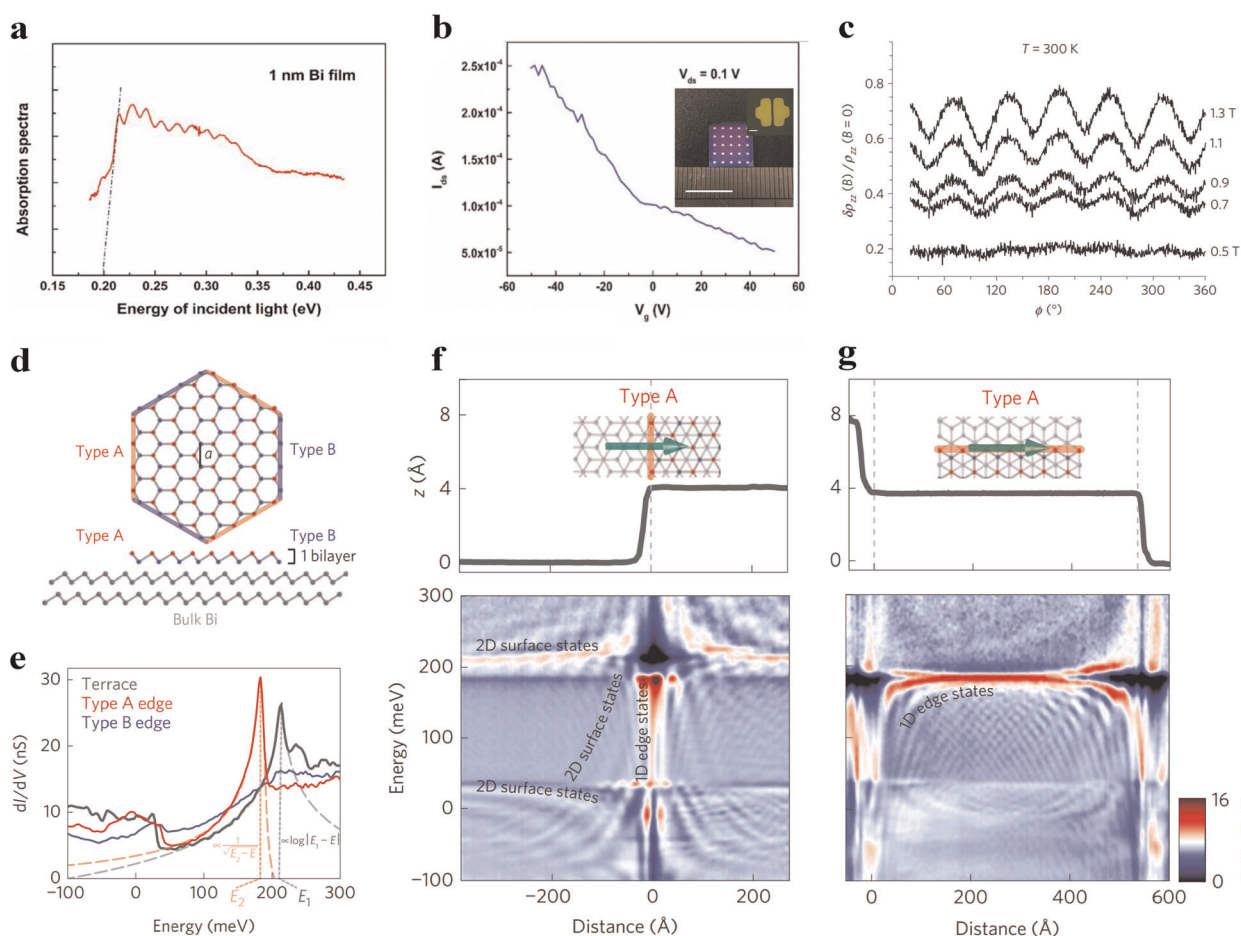 a
1 nm Bi film
Absorption spectra
0.15 0.20 0.25 0.30 0.35 0.40 0.45
Energy of incident light (eV)
b
V_ds = 0.1 V
I_ds (A)
2.5x10⁻⁴
2.0x10⁻⁴
1.5x10⁻⁴
1.0x10⁻⁴
5.0x10⁻⁵
-60 -40 -20 0 20 40 60
V_g (V)
c
T = 300 K
δρ_zz (B) / ρ_zz (B = 0)
0.8
0.6
0.4
0.2
1.3 T
1.1
0.9
0.7
0.5 T
0 60 120 180 240 300 360
ϕ (°)
d
Type A
a
Type B
Type A
Type B
1 bilayer
Bulk Bi
e
Terrace
Type A edge
Type B edge
dI/dV (nS)
30
20
10
0
∝ 1/√E₂ – E
∝log|E₁ – E|
–100 0 100 200 300
E₂ E₁
Energy (meV)
f
Type A
z (Å)
8
4
0
2D surface states
2D surface states
1D edge states
2D surface states
Energy (meV)
300
200
100
0
–100
–200 0 200
Distance (Å)
g
Type A
8
4
0
1D edge states
16
0
0 200 400 600
Distance (Å)